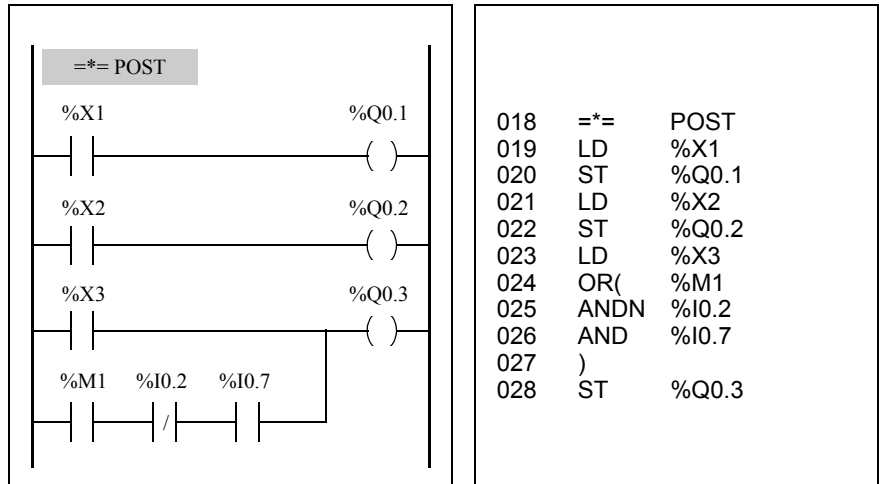 =*= POST
%X1 %Q0.1
%X2 %Q0.2
%X3 %Q0.3
%M1 %I0.2 %I0.7
/
018 =*= POST
019 LD %X1
020 ST %Q0.1
021 LD %X2
022 ST %Q0.2
023 LD %X3
024 OR( %M1
025 ANDN %I0.2
026 AND %I0.7
027 )
028 ST %Q0.3